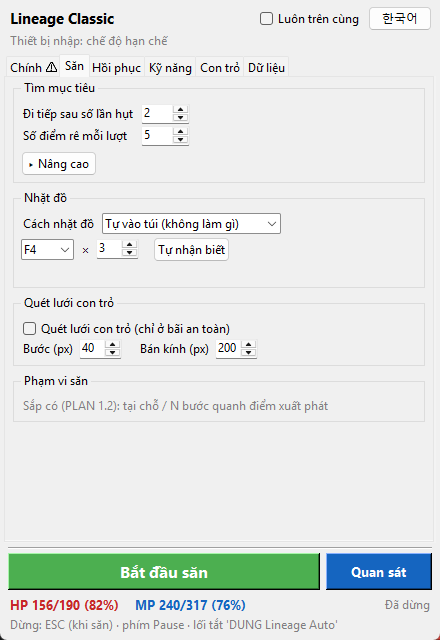 Lineage Classic
Luôn trên cùng
한국어
Thiết bị nhập: chế độ hạn chế
Chính ⚠ Săn Hồi phục Kỹ năng Con trỏ Dữ liệu
Tìm mục tiêu
Đi tiếp sau số lần hụt 2
Số điểm rê mỗi lượt 5
▸ Nâng cao
Nhặt đồ
Cách nhặt đồ Tự vào túi (không làm gì)
F4 × 3 Tự nhận biết
Quét lưới con trỏ
Quét lưới con trỏ (chỉ ở bãi an toàn)
Bước (px) 40 Bán kính (px) 200
Phạm vi săn
Sắp có (PLAN 1.2): tại chỗ / N bước quanh điểm xuất phát
Bắt đầu săn Quan sát
HP 156/190 (82%) MP 240/317 (76%) Đã dừng
Dừng: ESC (khi săn) · phím Pause · lối tắt 'DUNG Lineage Auto'